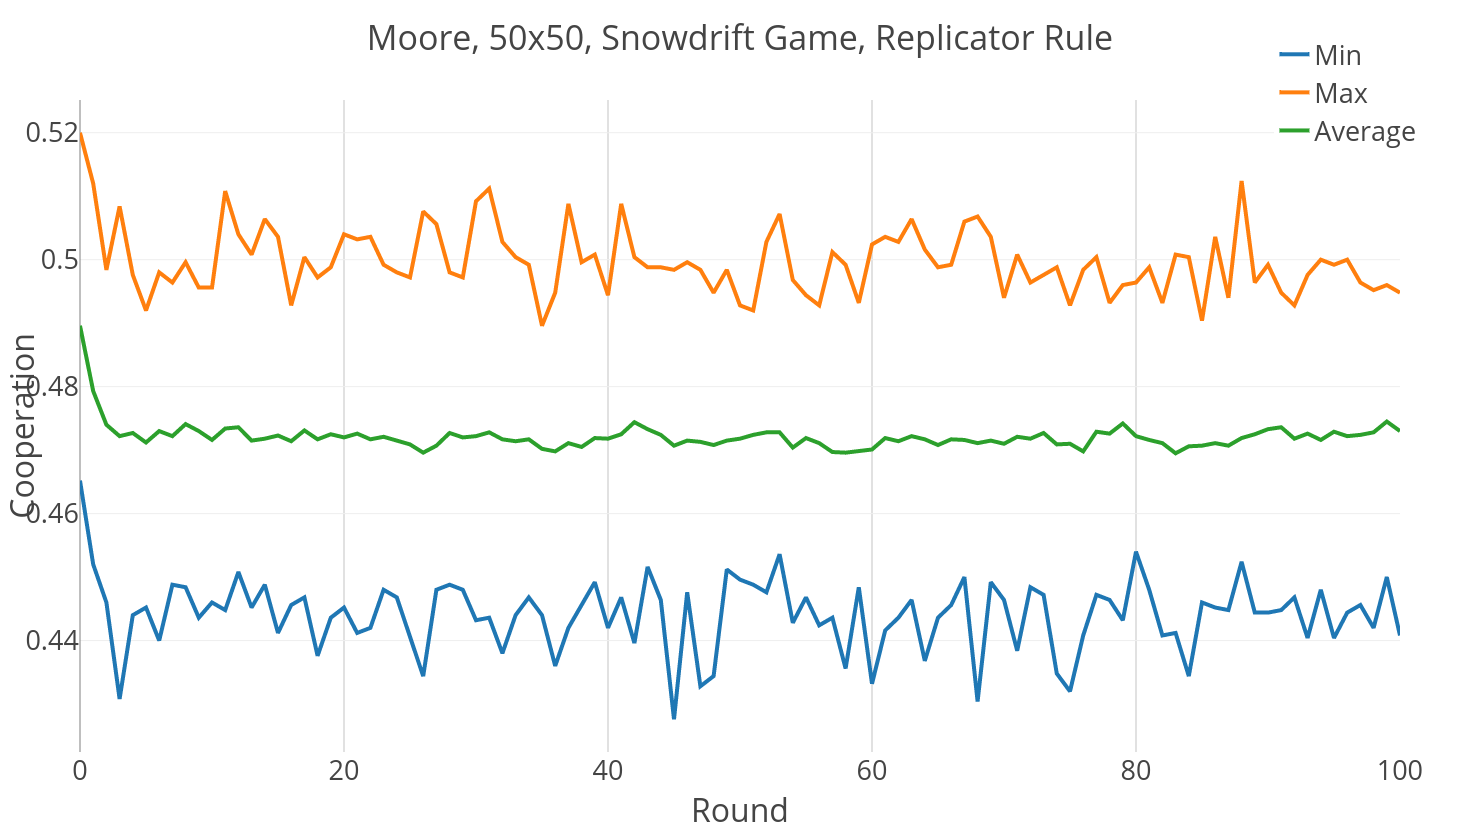 Moore, 50x50, Snowdrift Game, Replicator Rule
Min
Max
Average
0.52
0.5
0.48
0.46
0.44
Cooperation
0
20
40
60
80
100
Round